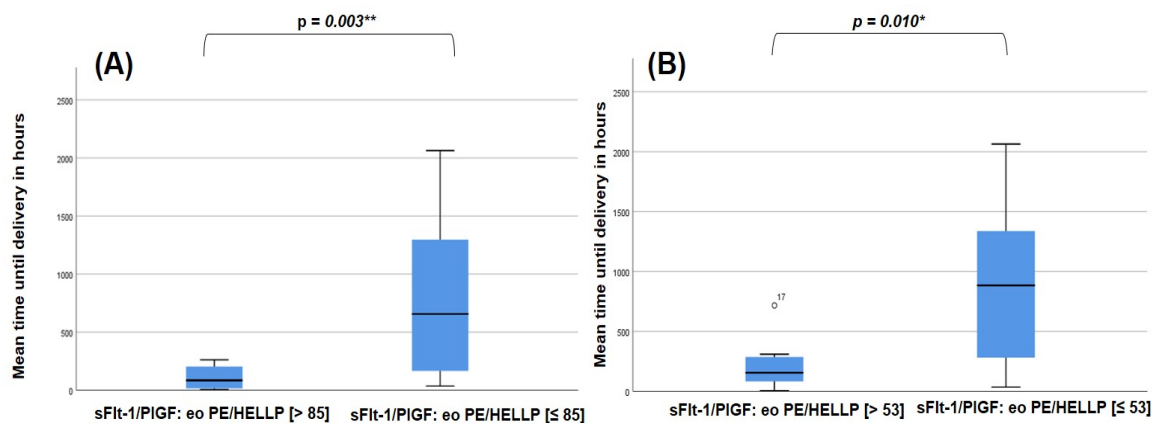 p = 0.003**
(A)
Mean time until delivery in hours
2500
2000
1500
1000
500
0
sFlt-1/PlGF: eo PE/HELLP [> 85]
sFlt-1/PlGF: eo PE/HELLP [≤ 85]
p = 0.010*
(B)
Mean time until delivery in hours
2500
2000
1500
1000
500
0
17
sFlt-1/PlGF: eo PE/HELLP [> 53]
sFlt-1/PlGF: eo PE/HELLP [≤ 53]